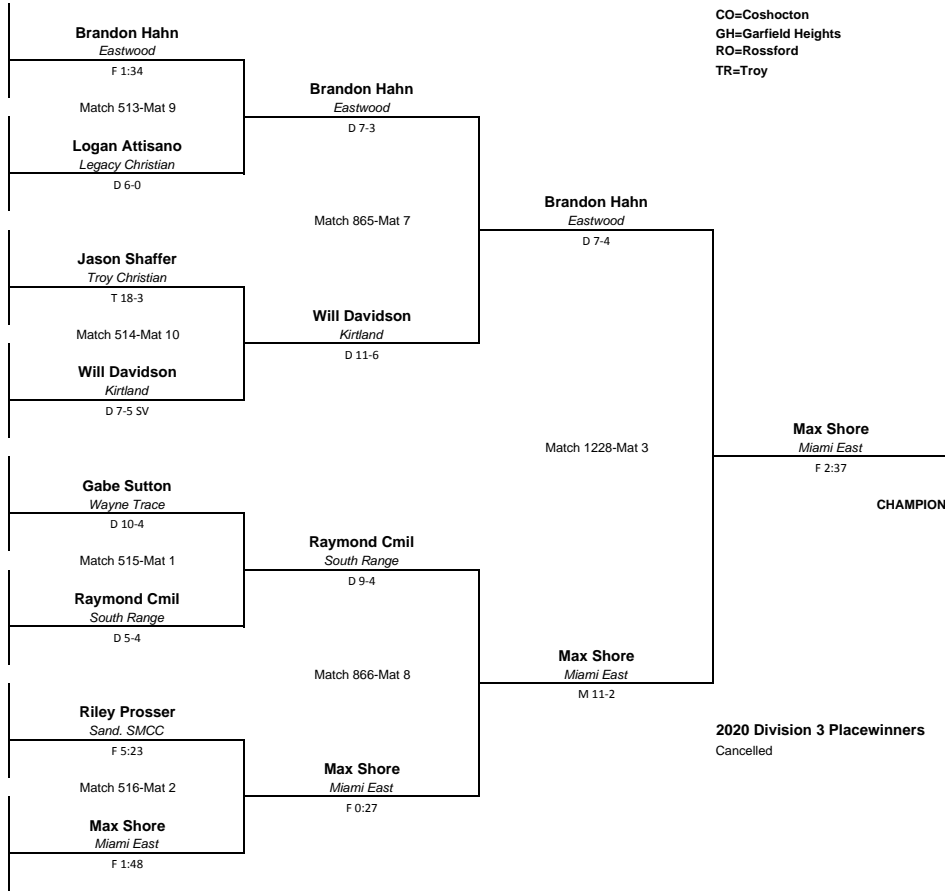 CO=Coshocton
GH=Garfield Heights
RO=Rossford
TR=Troy
Brandon Hahn
Eastwood
F 1:34
Match 513-Mat 9
Logan Attisano
Legacy Christian
D 6-0
Jason Shaffer
Troy Christian
T 18-3
Match 514-Mat 10
Will Davidson
Kirtland
D 7-5 SV
Gabe Sutton
Wayne Trace
D 10-4
Match 515-Mat 1
Raymond Cmil
South Range
D 5-4
Riley Prosser
Sand. SMCC
F 5:23
Match 516-Mat 2
Max Shore
Miami East
F 1:48
Brandon Hahn
Eastwood
D 7-3
Match 865-Mat 7
Will Davidson
Kirtland
D 11-6
Raymond Cmil
South Range
D 9-4
Match 866-Mat 8
Max Shore
Miami East
F 0:27
Brandon Hahn
Eastwood
D 7-4
Match 1228-Mat 3
Max Shore
Miami East
M 11-2
Max Shore
Miami East
F 2:37
CHAMPION
2020 Division 3 Placewinners
Cancelled